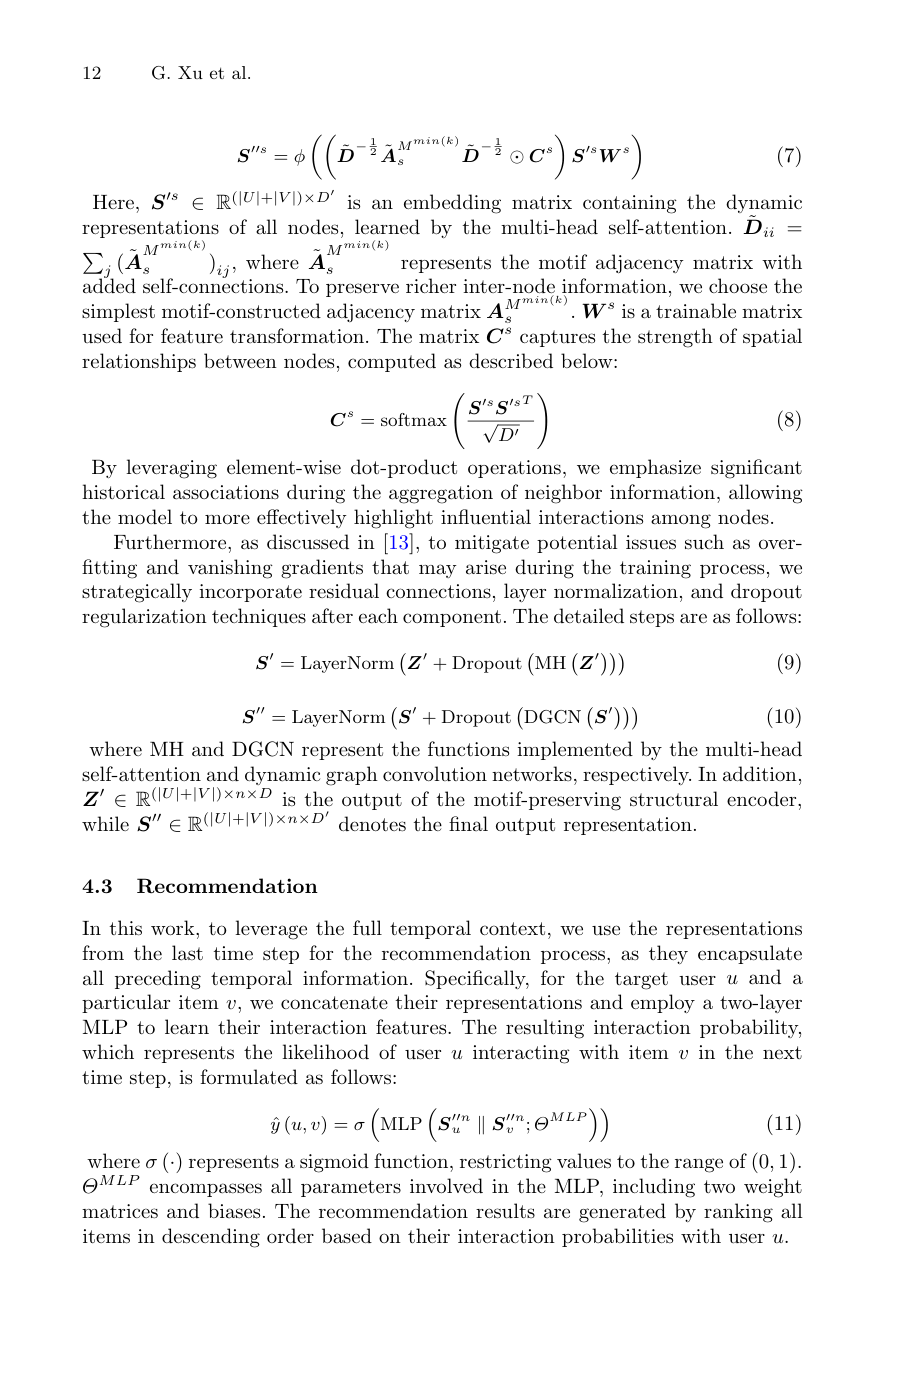 12 G. Xu et al.
S′′ˢ = ϕ ( ( D̃^{−1/2} Ã_s^{M^{min(k)}} D̃^{−1/2} ⊙ Cˢ ) S′ˢWˢ ) (7)
Here, S′ˢ ∈ ℝ^{(|U|+|V|)×D′} is an embedding matrix containing the dynamic
representations of all nodes, learned by the multi-head self-attention. D̃_{ii} =
∑_j (Ã_s^{M^{min(k)}})_{ij}, where Ã_s^{M^{min(k)}} represents the motif adjacency matrix with
added self-connections. To preserve richer inter-node information, we choose the
simplest motif-constructed adjacency matrix A_s^{M^{min(k)}}. Wˢ is a trainable matrix
used for feature transformation. The matrix Cˢ captures the strength of spatial
relationships between nodes, computed as described below:
Cˢ = softmax ( S′ˢS′ˢ^T / √D′ ) (8)
By leveraging element-wise dot-product operations, we emphasize significant
historical associations during the aggregation of neighbor information, allowing
the model to more effectively highlight influential interactions among nodes.
Furthermore, as discussed in [13], to mitigate potential issues such as over-
fitting and vanishing gradients that may arise during the training process, we
strategically incorporate residual connections, layer normalization, and dropout
regularization techniques after each component. The detailed steps are as follows:
S′ = LayerNorm (Z′ + Dropout (MH (Z′))) (9)
S′′ = LayerNorm (S′ + Dropout (DGCN (S′))) (10)
where MH and DGCN represent the functions implemented by the multi-head
self-attention and dynamic graph convolution networks, respectively. In addition,
Z′ ∈ ℝ^{(|U|+|V|)×n×D} is the output of the motif-preserving structural encoder,
while S′′ ∈ ℝ^{(|U|+|V|)×n×D′} denotes the final output representation.
4.3 Recommendation
In this work, to leverage the full temporal context, we use the representations
from the last time step for the recommendation process, as they encapsulate
all preceding temporal information. Specifically, for the target user u and a
particular item v, we concatenate their representations and employ a two-layer
MLP to learn their interaction features. The resulting interaction probability,
which represents the likelihood of user u interacting with item v in the next
time step, is formulated as follows:
ŷ (u, v) = σ ( MLP ( S′′_u^n ∥ S′′_v^n; Θ^{MLP} ) ) (11)
where σ (·) represents a sigmoid function, restricting values to the range of (0, 1).
Θ^{MLP} encompasses all parameters involved in the MLP, including two weight
matrices and biases. The recommendation results are generated by ranking all
items in descending order based on their interaction probabilities with user u.